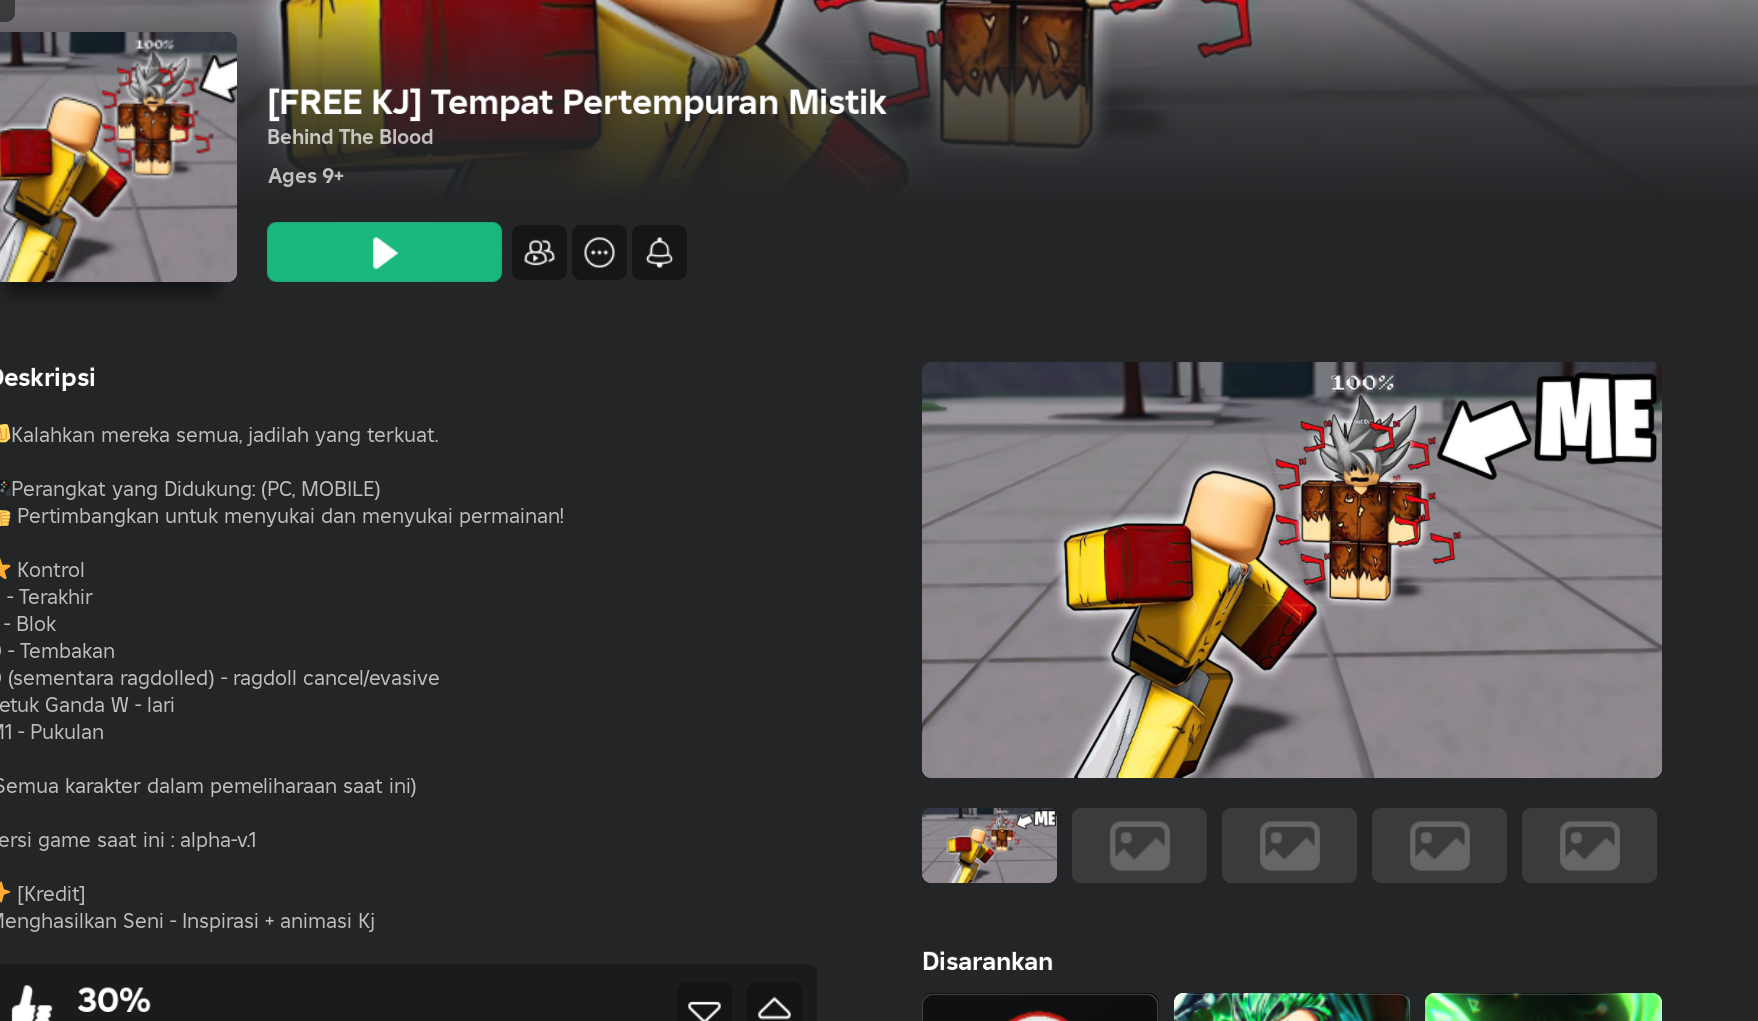 100%
[FREE KJ] Tempat Pertempuran Mistik
Behind The Blood
Ages 9+
Deskripsi
Kalahkan mereka semua, jadilah yang terkuat.
Perangkat yang Didukung: (PC, MOBILE)
Pertimbangkan untuk menyukai dan menyukai permainan!
Kontrol
- Terakhir
- Blok
- Tembakan
(sementara ragdolled) - ragdoll cancel/evasive
etuk Ganda W - lari
M1 - Pukulan
Semua karakter dalam pemeliharaan saat ini)
ersi game saat ini : alpha-v.1
[Kredit]
Menghasilkan Seni - Inspirasi + animasi Kj
30%
100%
ME
ME
Disarankan